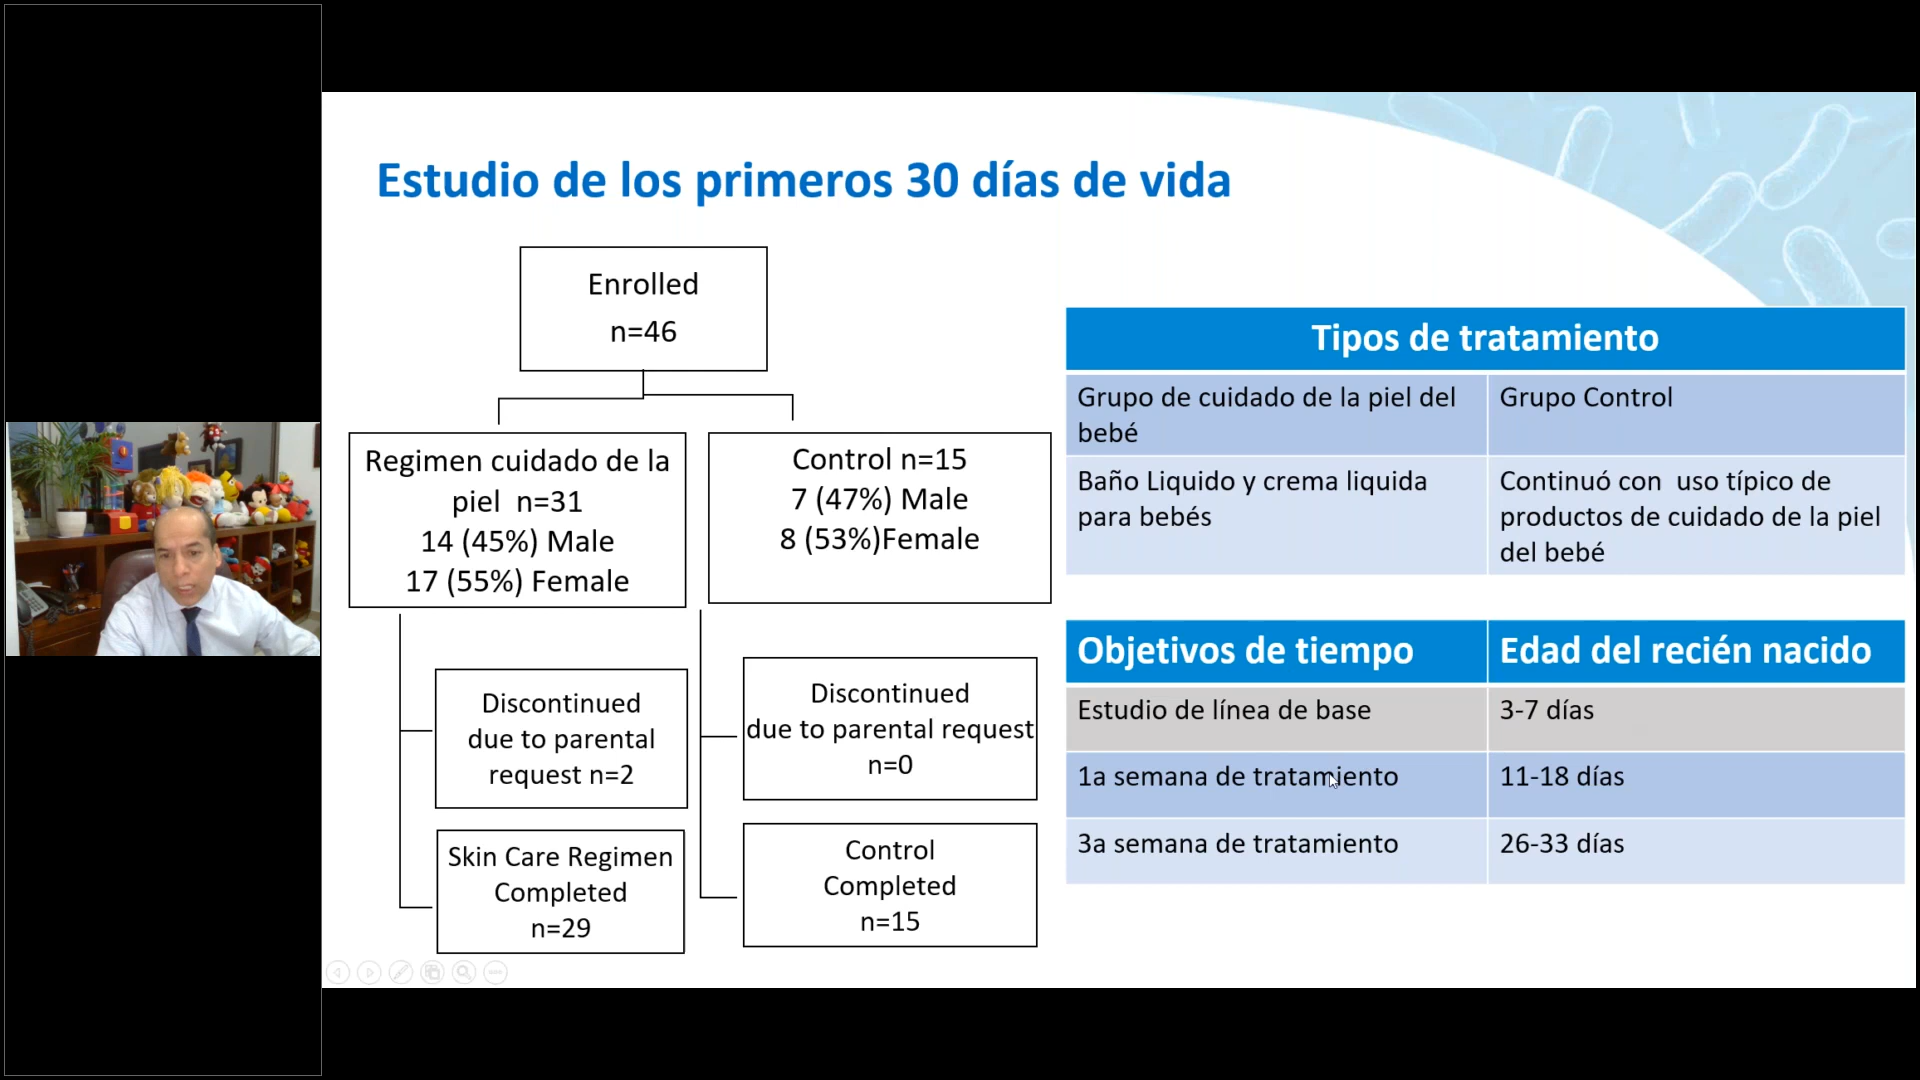 Estudio de los primeros 30 días de vida
Enrolled
n=46
Regimen cuidado de la
piel n=31
14 (45%) Male
17 (55%) Female
Control n=15
7 (47%) Male
8 (53%)Female
Discontinued
due to parental
request n=2
Discontinued
due to parental request
n=0
Skin Care Regimen
Completed
n=29
Control
Completed
n=15
Tipos de tratamiento
Grupo de cuidado de la piel del
bebé
Grupo Control
Baño Liquido y crema liquida
para bebés
Continuó con uso típico de
productos de cuidado de la piel
del bebé
Objetivos de tiempo
Edad del recién nacido
Estudio de línea de base
3-7 días
1a semana de tratamiento
11-18 días
3a semana de tratamiento
26-33 días